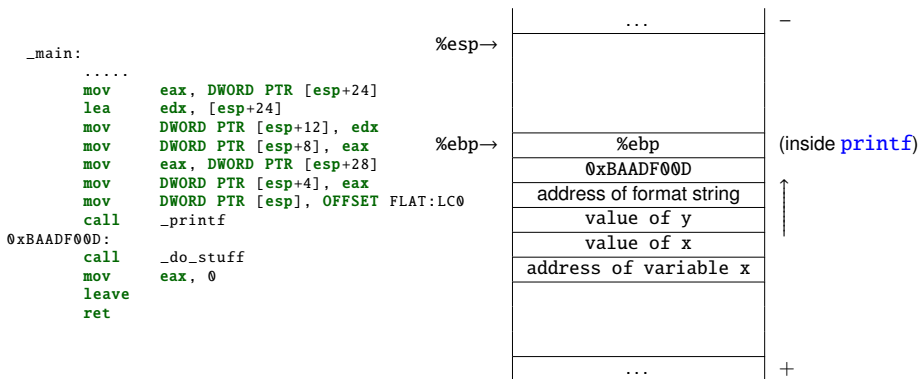 _main:
.....
mov eax, DWORD PTR [esp+24]
lea edx, [esp+24]
mov DWORD PTR [esp+12], edx
mov DWORD PTR [esp+8], eax
mov eax, DWORD PTR [esp+28]
mov DWORD PTR [esp+4], eax
mov DWORD PTR [esp], OFFSET FLAT:LC0
call _printf
0xBAADF00D:
call _do_stuff
mov eax, 0
leave
ret
... −
%esp→
%ebp→ %ebp (inside printf)
0xBAADF00D
address of format string
value of y
value of x
address of variable x
... +